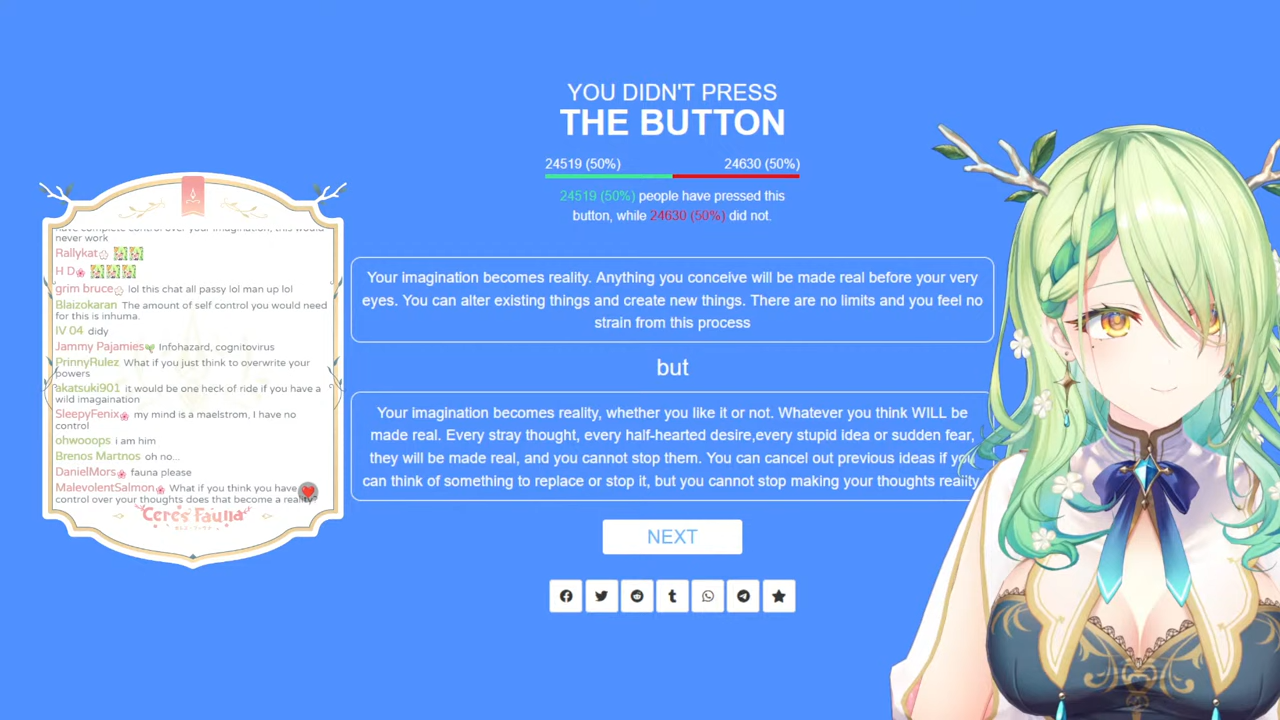 YOU DIDN'T PRESS
THE BUTTON
24519 (50%) 24630 (50%)
24519 (50%) people have pressed this
button, while 24630 (50%) did not.
Your imagination becomes reality. Anything you conceive will be made real before your very
eyes. You can alter existing things and create new things. There are no limits and you feel no
strain from this process
but
Your imagination becomes reality, whether you like it or not. Whatever you think WILL be
made real. Every stray thought, every half-hearted desire,every stupid idea or sudden fear,
they will be made real, and you cannot stop them. You can cancel out previous ideas if you
can think of something to replace or stop it, but you cannot stop making your thoughts reality
NEXT
have complete control over your imagination, this would
never work
Rallykat
H D
grim bruce lol this chat all passy lol man up lol
Blaizokaran The amount of self control you would need
for this is inhuma.
IV 04 didy
Jammy Pajamies Infohazard, cognitovirus
PrinnyRulez What if you just think to overwrite your
powers
akatsuki901 it would be one heck of ride if you have a
wild imagaination
SleepyFenix my mind is a maelstrom, I have no
control
ohwooops i am him
Brenos Martnos oh no...
DanielMors fauna please
MalevolentSalmon What if you think you have
control over your thoughts does that become a reality?
Ceres Fauna